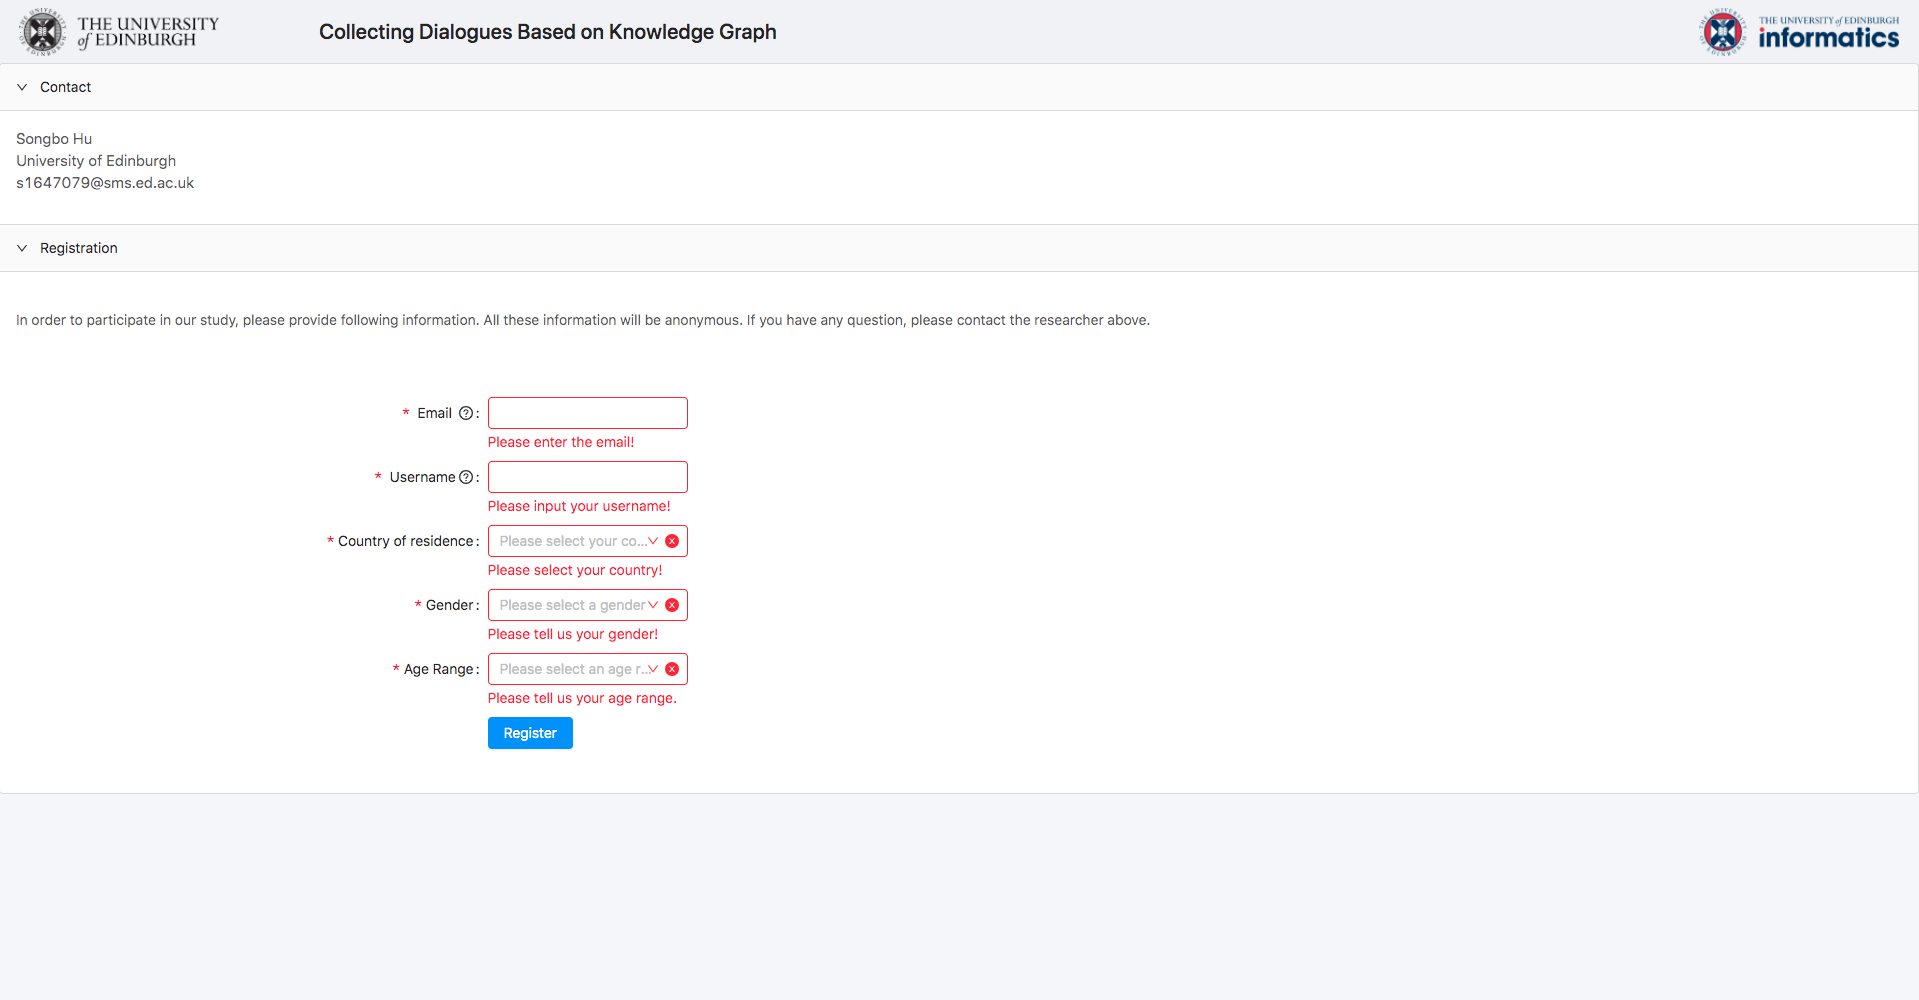 THE UNIVERSITY
of EDINBURGH
Collecting Dialogues Based on Knowledge Graph
THE UNIVERSITY of EDINBURGH
informatics
Contact
Songbo Hu
University of Edinburgh
s1647079@sms.ed.ac.uk
Registration
In order to participate in our study, please provide following information. All these information will be anonymous. If you have any question, please contact the researcher above.
* Email ? :
Please enter the email!
* Username ? :
Please input your username!
* Country of residence : Please select your co...
Please select your country!
* Gender : Please select a gender
Please tell us your gender!
* Age Range : Please select an age r...
Please tell us your age range.
Register